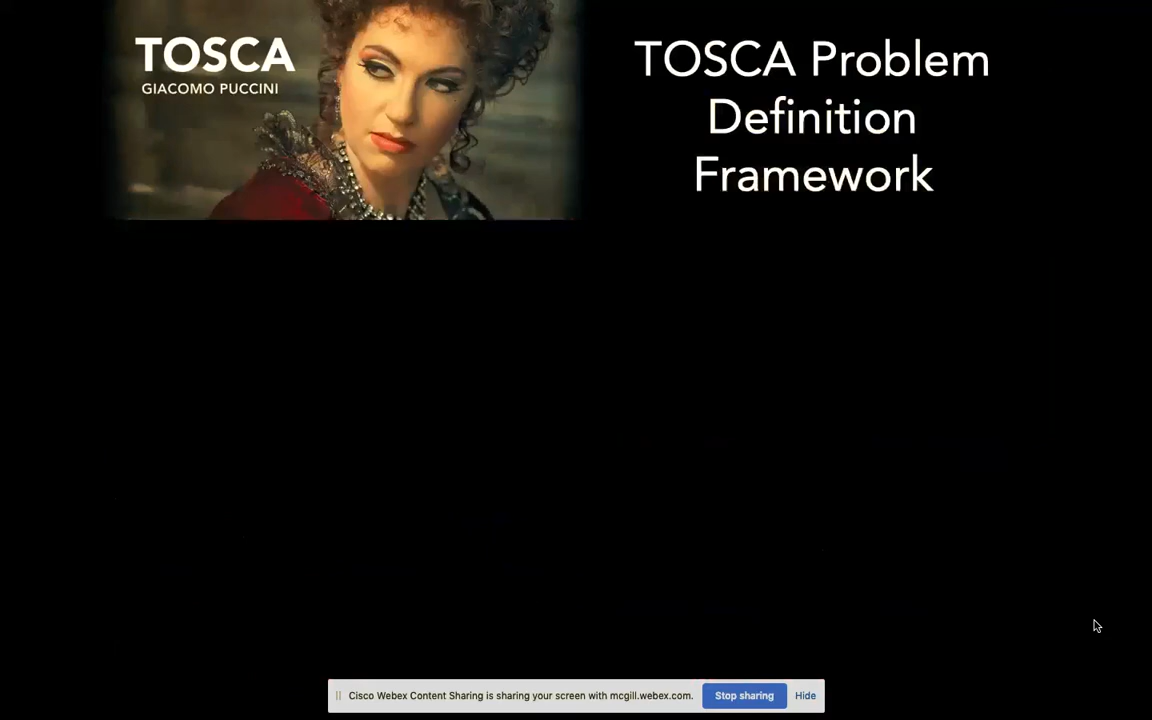 TOSCA
GIACOMO PUCCINI
TOSCA Problem
Definition
Framework
Cisco Webex Content Sharing is sharing your screen with mcgill.webex.com.
Stop sharing
Hide